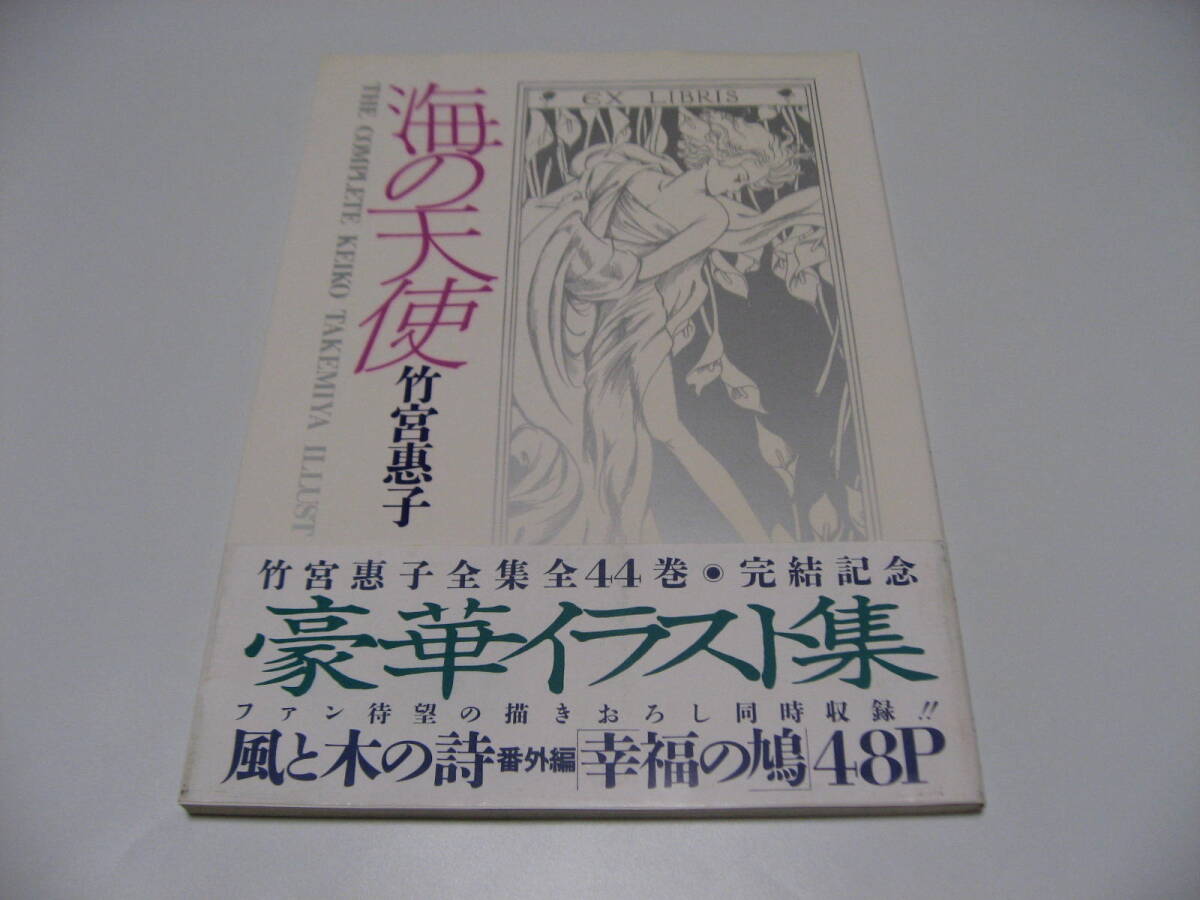 海の天使
竹宮惠子
THE COMPLETE KEIKO TAKEMIYA ILLUST
EX LIBRIS
竹宮惠子全集全44巻◉完結記念
豪華イラスト集
ファン待望の描きおろし同時収録!!
風と木の詩番外編「幸福の鳩」48P